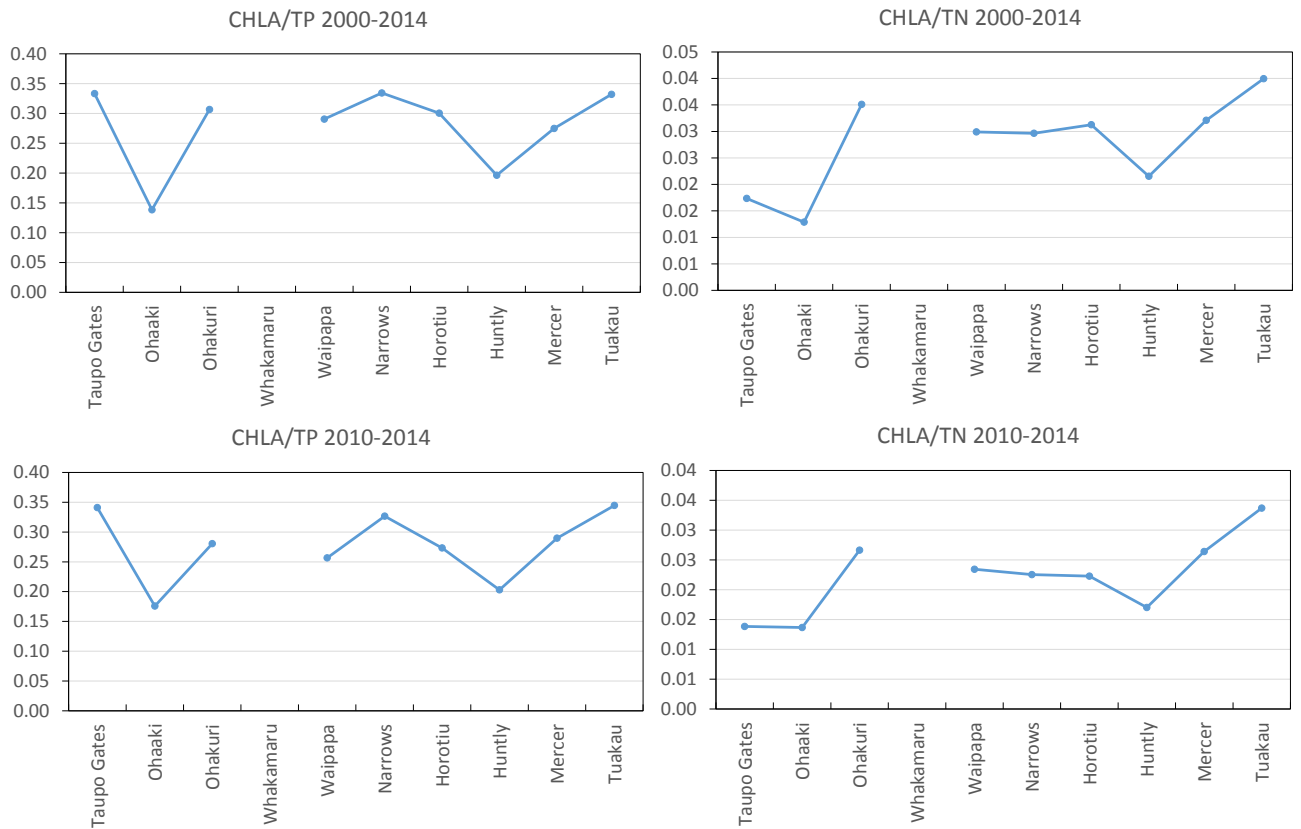 CHLA/TP 2000-2014
0.40
0.35
0.30
0.25
0.20
0.15
0.10
0.05
0.00
Taupo Gates
Ohaaki
Ohakuri
Whakamaru
Waipapa
Narrows
Horotiu
Huntly
Mercer
Tuakau
CHLA/TN 2000-2014
0.05
0.04
0.04
0.03
0.03
0.02
0.02
0.01
0.01
0.00
Taupo Gates
Ohaaki
Ohakuri
Whakamaru
Waipapa
Narrows
Horotiu
Huntly
Mercer
Tuakau
CHLA/TP 2010-2014
0.40
0.35
0.30
0.25
0.20
0.15
0.10
0.05
0.00
Taupo Gates
Ohaaki
Ohakuri
Whakamaru
Waipapa
Narrows
Horotiu
Huntly
Mercer
Tuakau
CHLA/TN 2010-2014
0.04
0.04
0.03
0.03
0.02
0.02
0.01
0.01
0.00
Taupo Gates
Ohaaki
Ohakuri
Whakamaru
Waipapa
Narrows
Horotiu
Huntly
Mercer
Tuakau